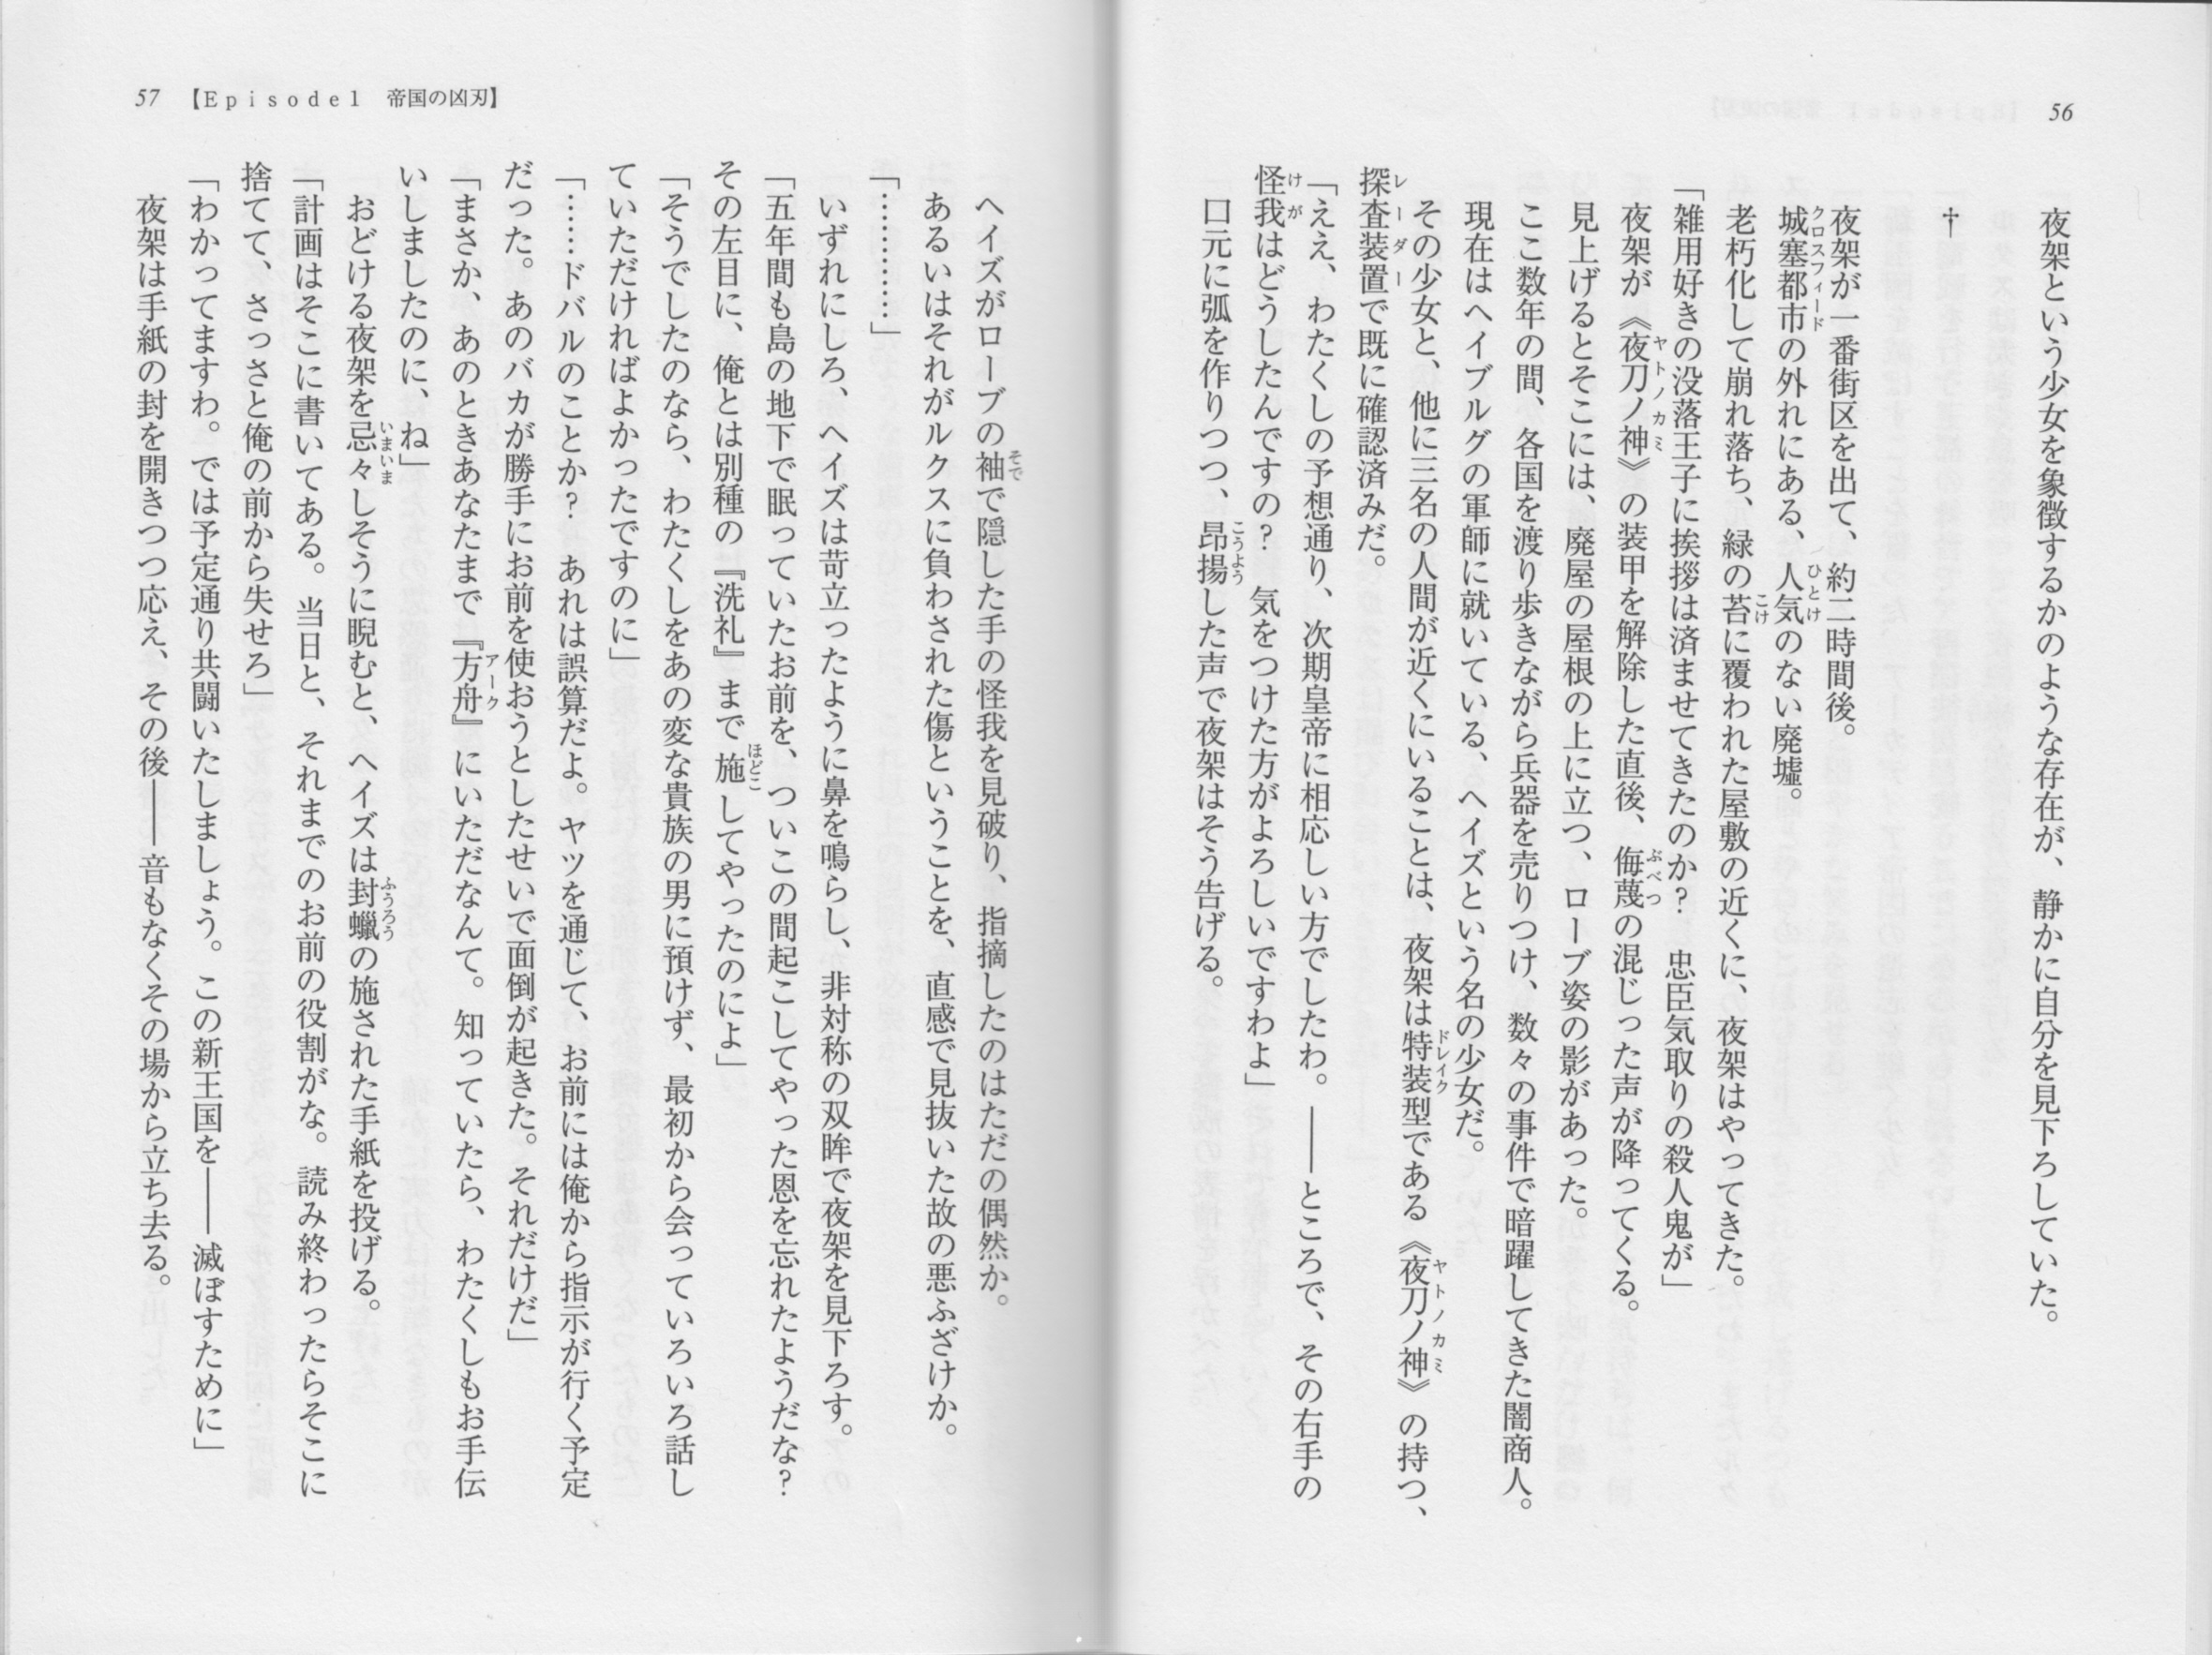 56
夜架という少女を象徴するかのような存在が、静かに自分を見下ろしていた。
†
夜架が一番街区を出て、約二時間後。
城塞都市の外れにある、人気のない廃墟。
クロスフィード
ひとけ
老朽化して崩れ落ち、緑の苔に覆われた屋敷の近くに、夜架はやってきた。
こけ
「雑用好きの没落王子に挨拶は済ませてきたのか？　忠臣気取りの殺人鬼が」
夜架が《夜刀ノ神》の装甲を解除した直後、侮蔑の混じった声が降ってくる。
ヤトノカミ
ぶべつ
見上げるとそこには、廃屋の屋根の上に立つ、ローブ姿の影があった。
ここ数年の間、各国を渡り歩きながら兵器を売りつけ、数々の事件で暗躍してきた闇商人。
現在はヘイブルグの軍師に就いている、ヘイズという名の少女だ。
その少女と、他に三名の人間が近くにいることは、夜架は特装型である《夜刀ノ神》の持つ、
ドレイク
ヤトノカミ
探査装置で既に確認済みだ。
レーダー
「ええ、わたくしの予想通り、次期皇帝に相応しい方でしたわ。――ところで、その右手の
怪我はどうしたんですの？　気をつけた方がよろしいですわよ」
けが
口元に弧を作りつつ、昂揚した声で夜架はそう告げる。
こうよう
57 【Episode1　帝国の凶刃】
ヘイズがローブの袖で隠した手の怪我を見破り、指摘したのはただの偶然か。
そで
あるいはそれがルクスに負わされた傷ということを、直感で見抜いた故の悪ふざけか。
「…………」
いずれにしろ、ヘイズは苛立ったように鼻を鳴らし、非対称の双眸で夜架を見下ろす。
「五年間も島の地下で眠っていたお前を、ついこの間起こしてやった恩を忘れたようだな？
その左目に、俺とは別種の『洗礼』まで施してやったのによ」
ほどこ
「そうでしたのなら、わたくしをあの変な貴族の男に預けず、最初から会っていろいろ話し
ていただければよかったですのに」
「……ドバルのことか？　あれは誤算だよ。ヤツを通じて、お前には俺から指示が行く予定
だった。あのバカが勝手にお前を使おうとしたせいで面倒が起きた。それだけだ」
「まさか、あのときあなたまで『方舟』にいただなんて。知っていたら、わたくしもお手伝
アーク
いしましたのに、ね」
おどける夜架を忌々しそうに睨むと、ヘイズは封蠟の施された手紙を投げる。
いまいま
ふうろう
「計画はそこに書いてある。当日と、それまでのお前の役割がな。読み終わったらそこに
捨てて、さっさと俺の前から失せろ」
「わかってますわ。では予定通り共闘いたしましょう。この新王国を――滅ぼすために」
夜架は手紙の封を開きつつ応え、その後――音もなくその場から立ち去る。